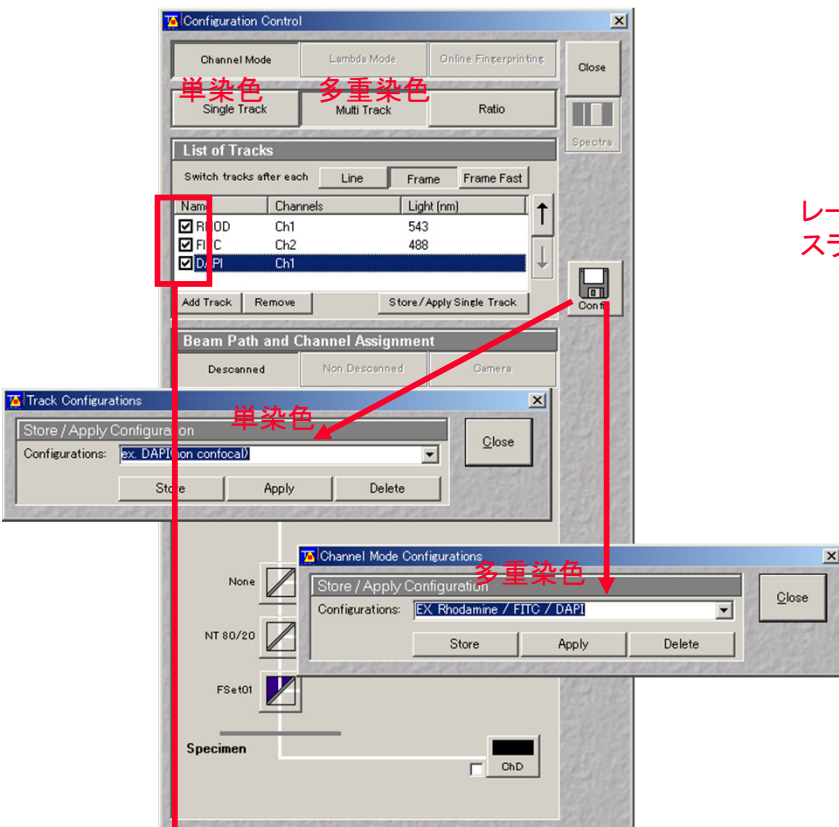 Configuration Control
Channel Mode Lambda Mode Online Fingerprinting Close
単染色 多重染色
Single Track Multi Track Ratio
Spectra
List of Tracks
Switch tracks after each Line Frame Frame Fast
Name Channels Light (nm)
RHOD Ch1 543
FITC Ch2 488
DAPI Ch1
レー
Add Track Remove Store/Apply Single Track
Beam Path and Channel Assignment
Descanned Non Descanned Camera
Track Configurations
単染色
Store / Apply Configuration
Configurations: ex. DAPI(non confocal)
Close
Store Apply Delete
Channel Mode Configurations
多重染色
Store / Apply Configuration
Configurations: EX. Rhodamine / FITC / DAPI
Close
Store Apply Delete
None
NT 80/20
FSet01
Specimen
ChD